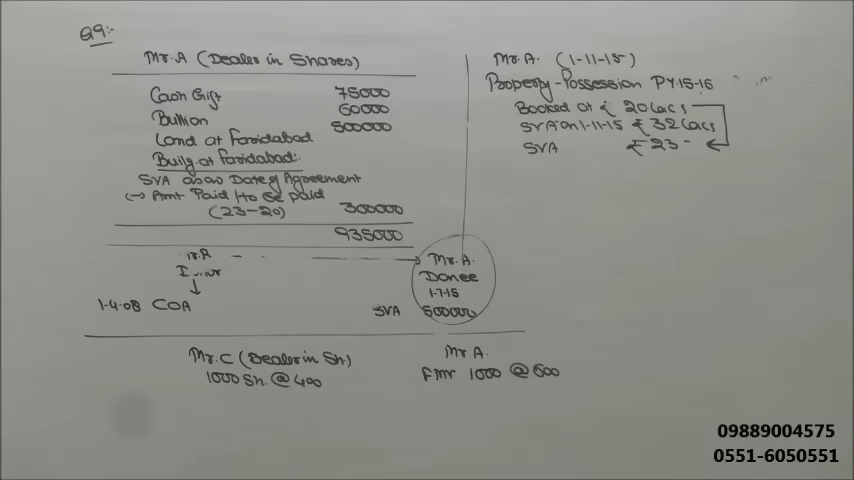 Q9:-
Mr.A (Dealer in Shares)
Cash Gift 75000
Bullion 60000
Land at Faridabad 500000
Builg. at Faridabad:
SVA as on Date of Agreement
(-) Amt Paid / to be paid
(23-20) 300000
935000
Mr. A. (1-11-15)
Property - Possession PY.15-16
Booked at ₹ 20 lacs
SVA on 1-11-15 ₹ 32 lacs
SVA ₹ 23 -
Mr. A.
Donee
1-7-15
SVA 500000
1-4-08 COA
Mr. C (Dealer in Sh.)
1000 Sh. @ 400
Mr A.
FMV 1000 @ 600
09889004575
0551-6050551